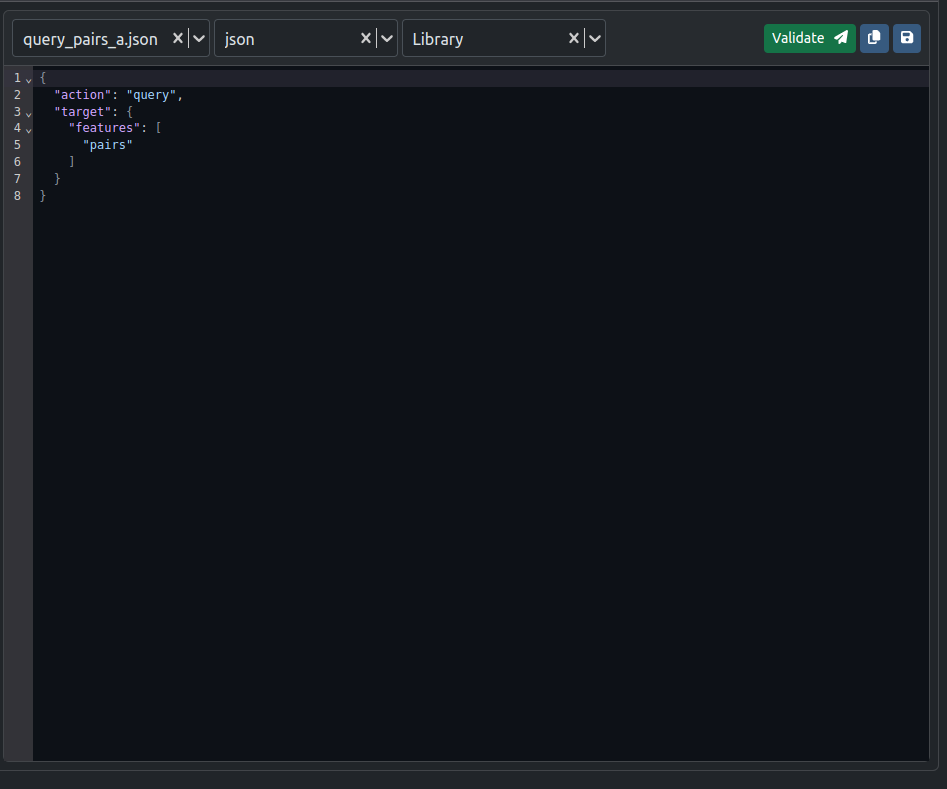 query_pairs_a.json json Library Validate
1 {
2   "action": "query",
3   "target": {
4     "features": [
5       "pairs"
6     ]
7   }
8 }